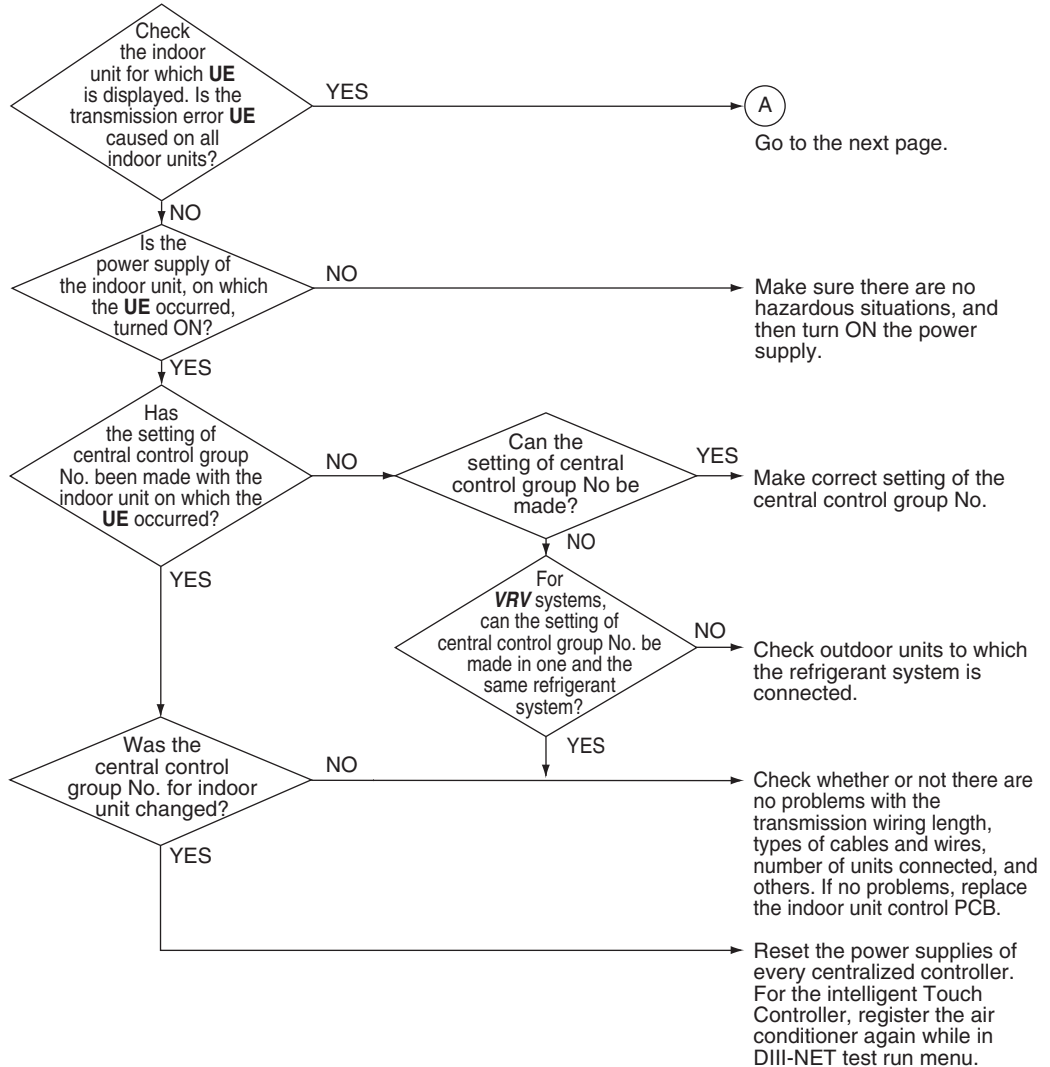 Check
the indoor
unit for which UE
is displayed. Is the
transmission error UE
caused on all
indoor units?
YES
A
Go to the next page.
NO
Is the
power supply of
the indoor unit, on which
the UE occurred,
turned ON?
NO
Make sure there are no
hazardous situations, and
then turn ON the power
supply.
YES
Has
the setting of
central control group
No. been made with the
indoor unit on which the
UE occurred?
NO
Can the
setting of central
control group No be
made?
YES
Make correct setting of the
central control group No.
NO
YES
For
VRV systems,
can the setting of
central control group No. be
made in one and the
same refrigerant
system?
NO
Check outdoor units to which
the refrigerant system is
connected.
YES
Was the
central control
group No. for indoor
unit changed?
NO
Check whether or not there are
no problems with the
transmission wiring length,
types of cables and wires,
number of units connected, and
others. If no problems, replace
the indoor unit control PCB.
YES
Reset the power supplies of
every centralized controller.
For the intelligent Touch
Controller, register the air
conditioner again while in
DIII-NET test run menu.